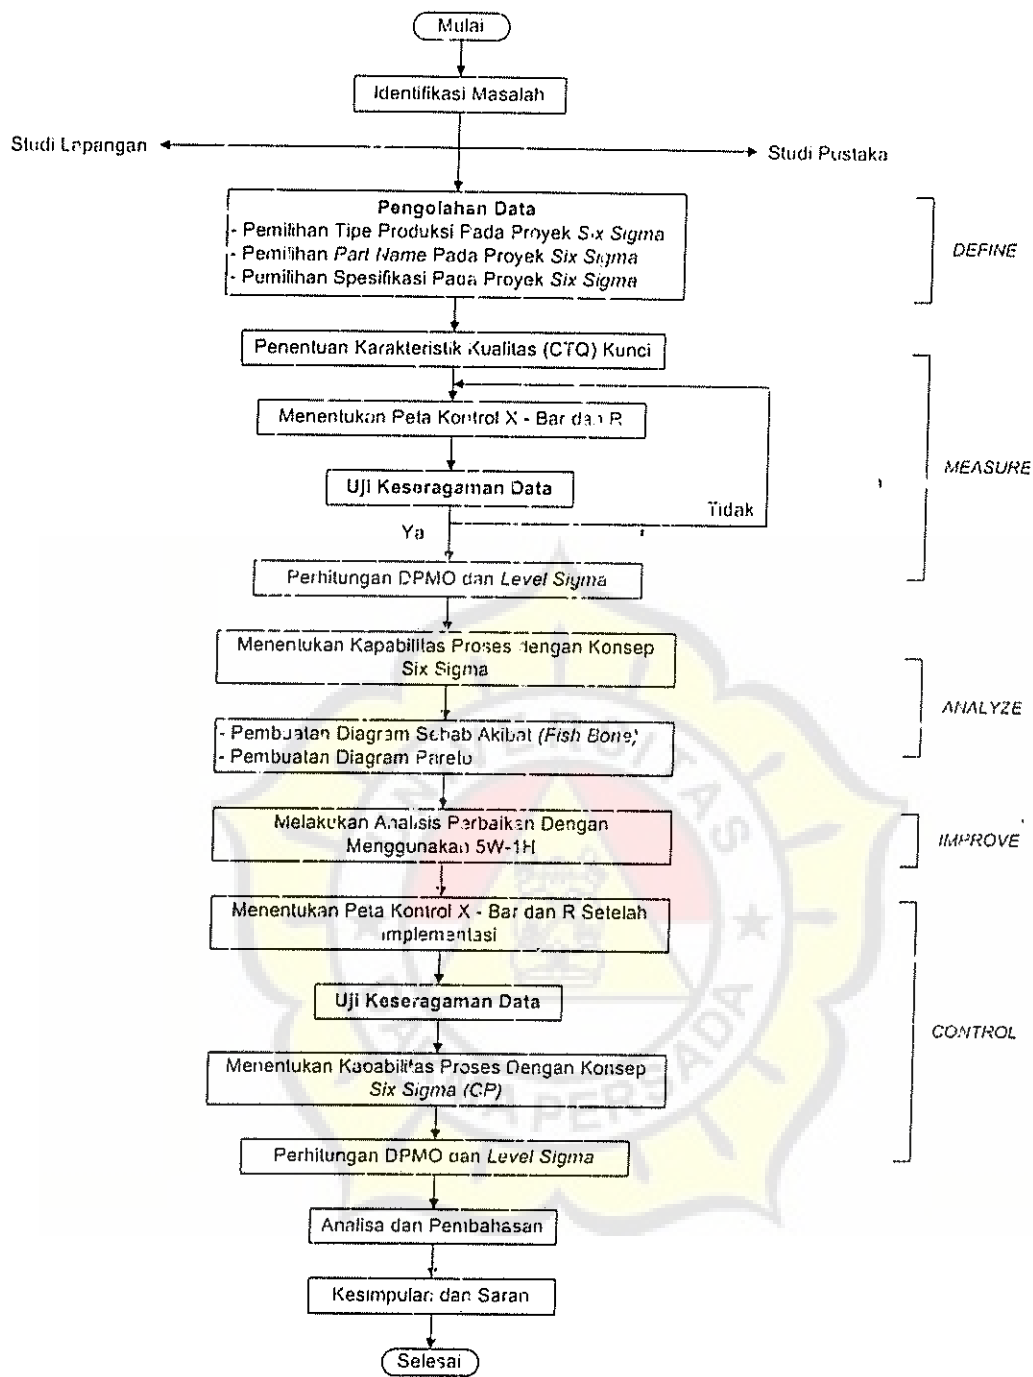 Mulai
Identifikasi Masalah
Studi Lapangan
Studi Pustaka
Pengolahan Data
- Pemilihan Tipe Produksi Pada Proyek Six Sigma
- Pemilihan Part Name Pada Proyek Six Sigma
- Pemilihan Spesifikasi Pada Proyek Six Sigma
DEFINE
Penentuan Karakteristik Kualitas (CTQ) Kunci
Menentukan Peta Kontrol X - Bar dan R
MEASURE
Uji Keseragaman Data
Tidak
Ya
Perhitungan DPMO dan Level Sigma
Menentukan Kapabilitas Proses dengan Konsep
Six Sigma
ANALYZE
- Pembuatan Diagram Sebab Akibat (Fish Bone)
- Pembuatan Diagram Pareto
Melakukan Analisis Perbaikan Dengan
Menggunakan 5W-1H
IMPROVE
Menentukan Peta Kontrol X - Bar dan R Setelah
implementasi
Uji Keseragaman Data
CONTROL
Menentukan Kapabilitas Proses Dengan Konsep
Six Sigma (CP)
Perhitungan DPMO dan Level Sigma
Analisa dan Pembahasan
Kesimpulan dan Saran
Selesai
UNIVERSITAS
DARMA PERSADA